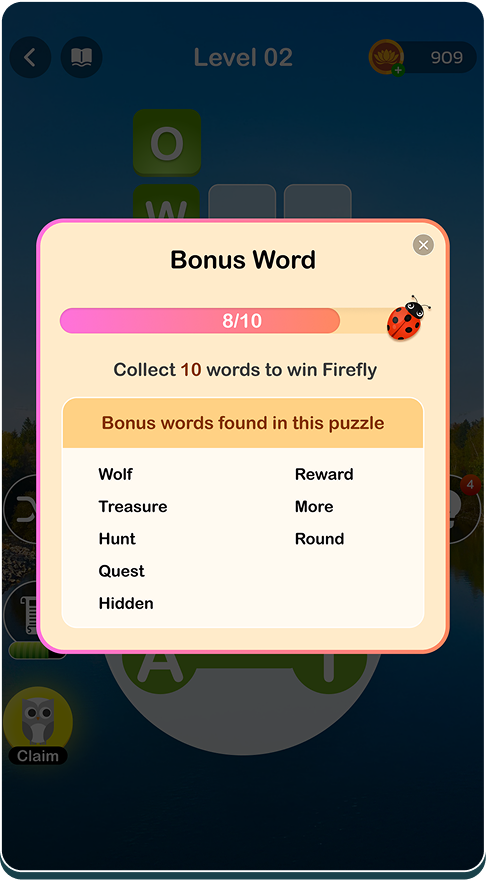 Level 02
909
O
W
Bonus Word
8/10
Collect 10 words to win Firefly
Bonus words found in this puzzle
Wolf
Reward
Treasure
More
Hunt
Round
Quest
Hidden
4
A
Claim